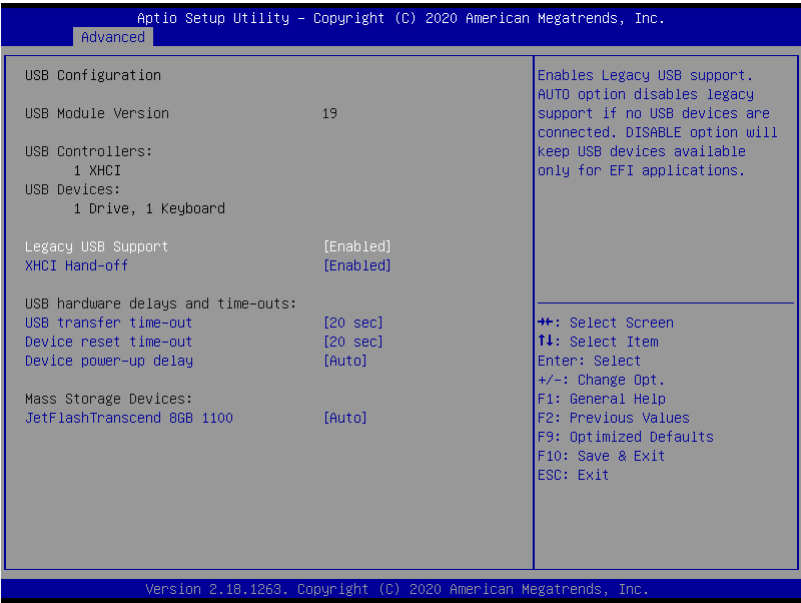 Aptio Setup Utility – Copyright (C) 2020 American Megatrends, Inc.
Advanced
USB Configuration
USB Module Version 19
USB Controllers:
1 XHCI
USB Devices:
1 Drive, 1 Keyboard
Legacy USB Support [Enabled]
XHCI Hand-off [Enabled]
USB hardware delays and time-outs:
USB transfer time-out [20 sec]
Device reset time-out [20 sec]
Device power-up delay [Auto]
Mass Storage Devices:
JetFlashTranscend 8GB 1100 [Auto]
Enables Legacy USB support.
AUTO option disables legacy
support if no USB devices are
connected. DISABLE option will
keep USB devices available
only for EFI applications.
→←: Select Screen
↑↓: Select Item
Enter: Select
+/-: Change Opt.
F1: General Help
F2: Previous Values
F9: Optimized Defaults
F10: Save & Exit
ESC: Exit
Version 2.18.1263. Copyright (C) 2020 American Megatrends, Inc.